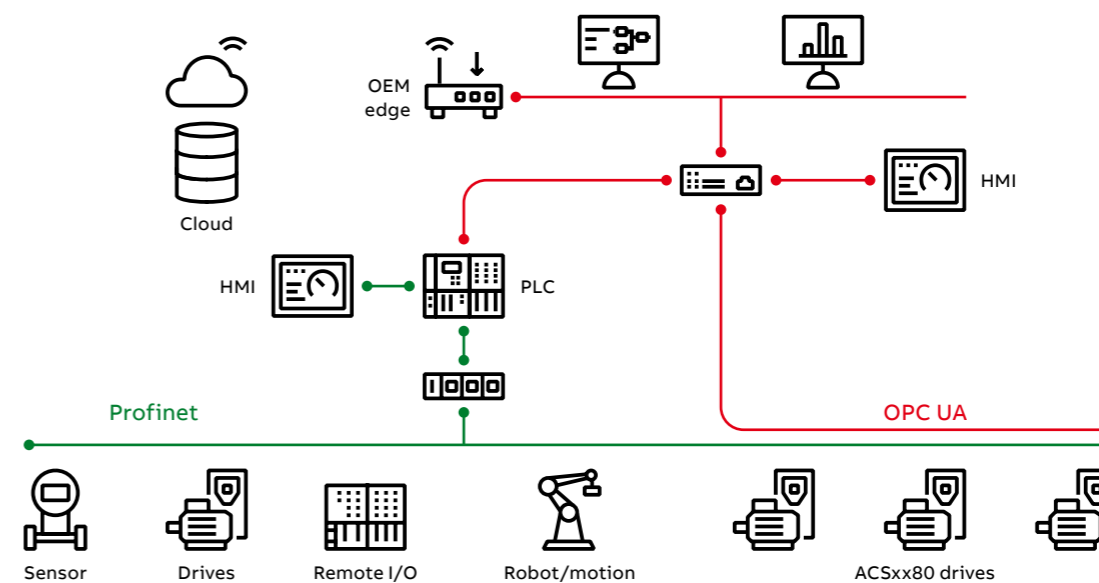 OEM
edge
Cloud
HMI
HMI
PLC
Profinet
OPC UA
Sensor
Drives
Remote I/O
Robot/motion
ACSxx80 drives